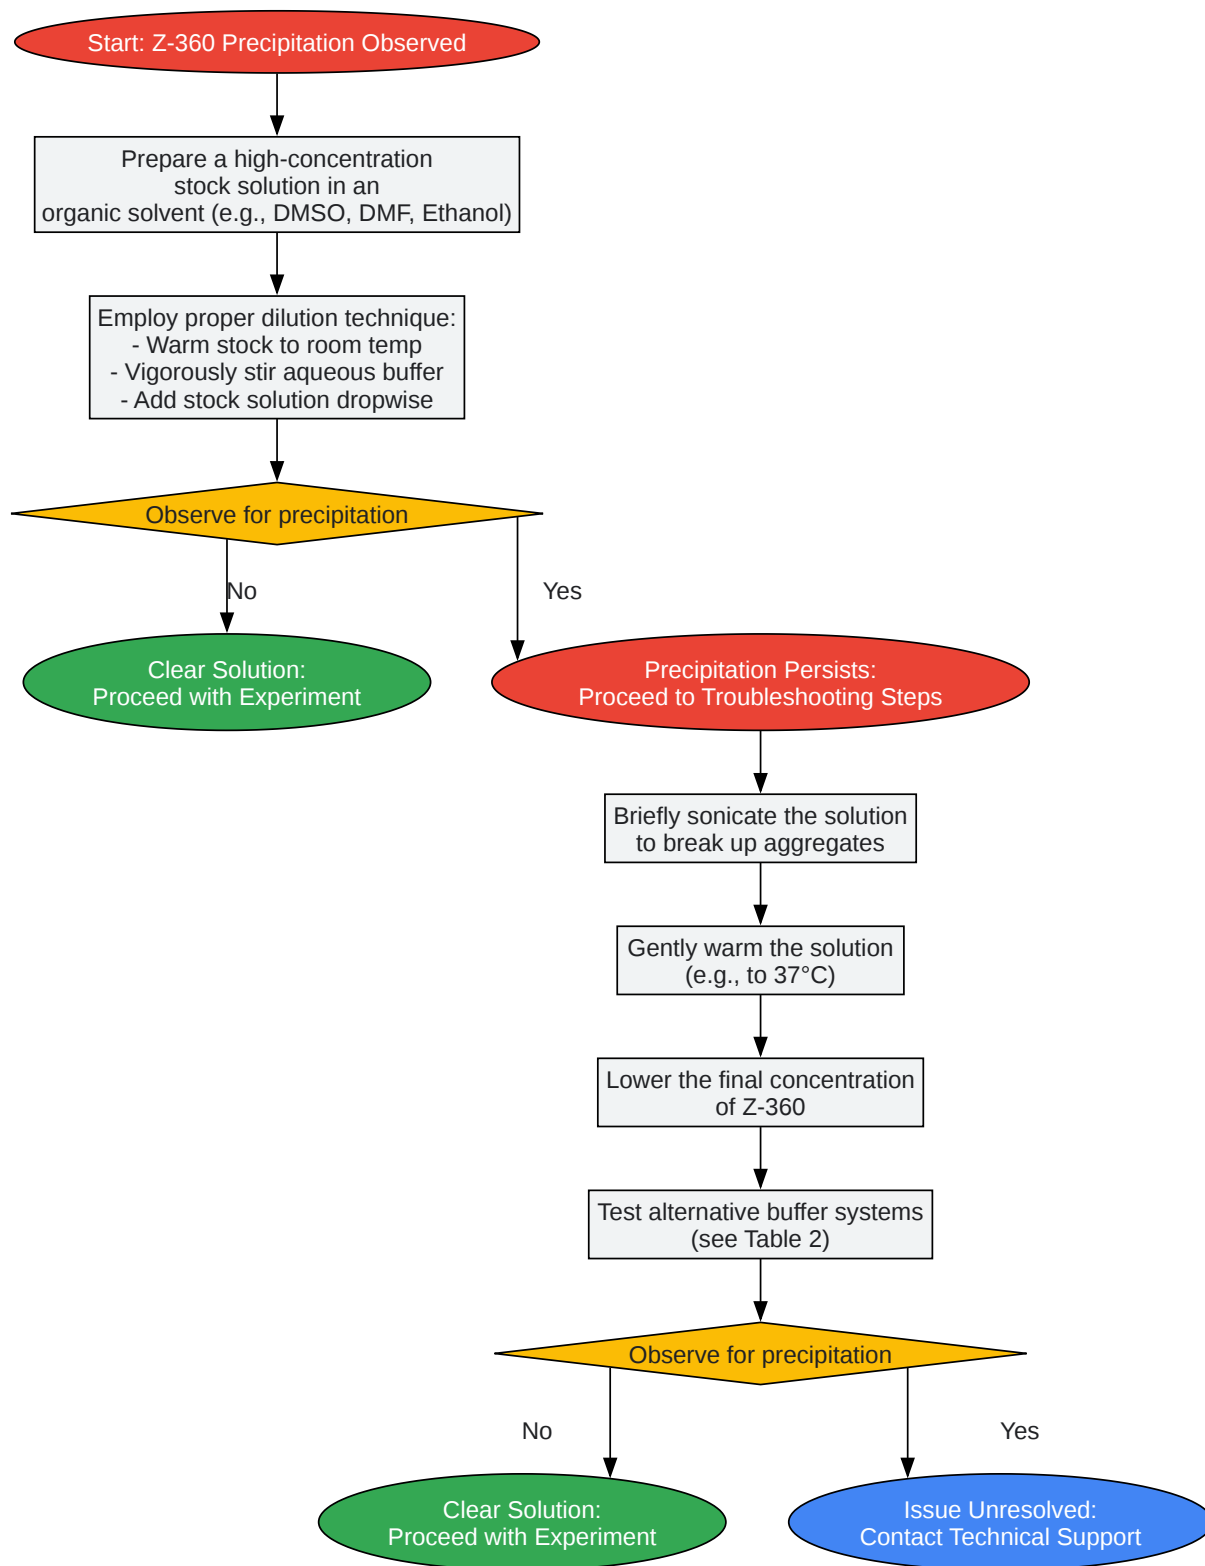 Start: Z-360 Precipitation Observed
Prepare a high-concentration
stock solution in an
organic solvent (e.g., DMSO, DMF, Ethanol)
Employ proper dilution technique:
- Warm stock to room temp
- Vigorously stir aqueous buffer
- Add stock solution dropwise
Observe for precipitation
No
Yes
Clear Solution:
Proceed with Experiment
Precipitation Persists:
Proceed to Troubleshooting Steps
Briefly sonicate the solution
to break up aggregates
Gently warm the solution
(e.g., to 37°C)
Lower the final concentration
of Z-360
Test alternative buffer systems
(see Table 2)
Observe for precipitation
No
Yes
Clear Solution:
Proceed with Experiment
Issue Unresolved:
Contact Technical Support